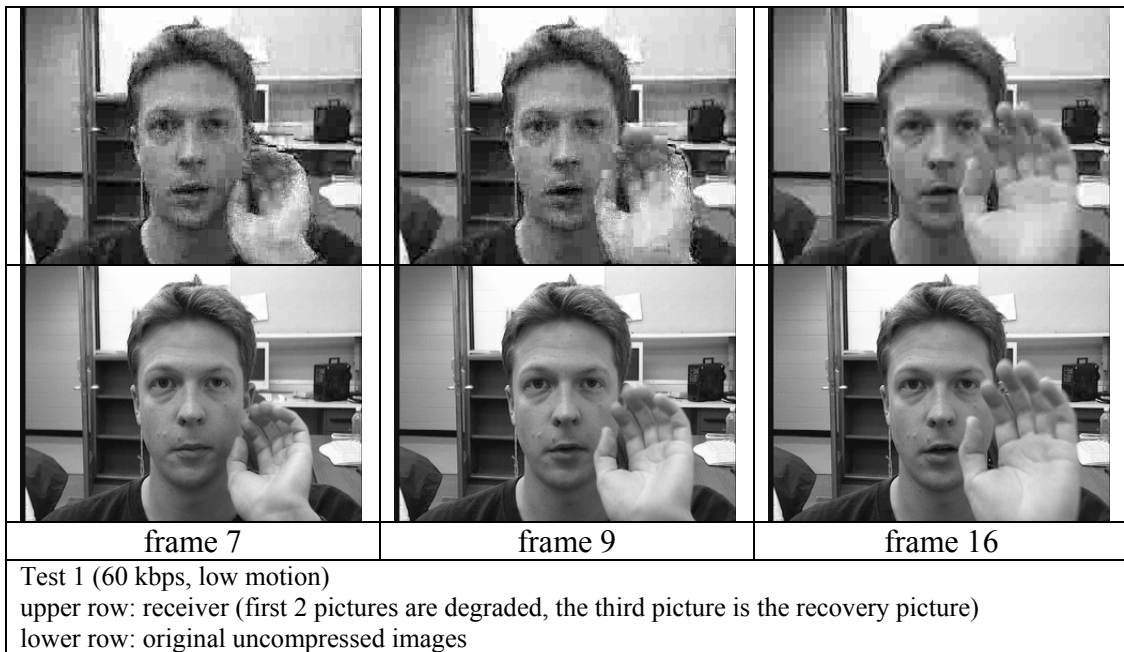 frame 7
frame 9
frame 16
Test 1 (60 kbps, low motion)
upper row: receiver (first 2 pictures are degraded, the third picture is the recovery picture)
lower row: original uncompressed images